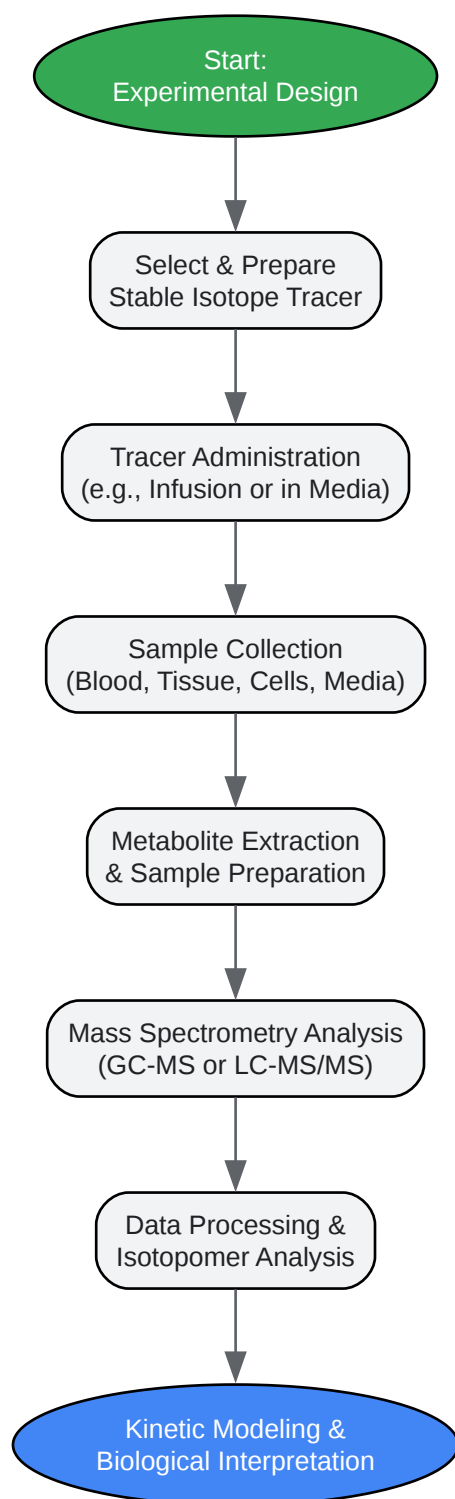 Start:
Experimental Design
Select & Prepare
Stable Isotope Tracer
Tracer Administration
(e.g., Infusion or in Media)
Sample Collection
(Blood, Tissue, Cells, Media)
Metabolite Extraction
& Sample Preparation
Mass Spectrometry Analysis
(GC-MS or LC-MS/MS)
Data Processing &
Isotopomer Analysis
Kinetic Modeling &
Biological Interpretation